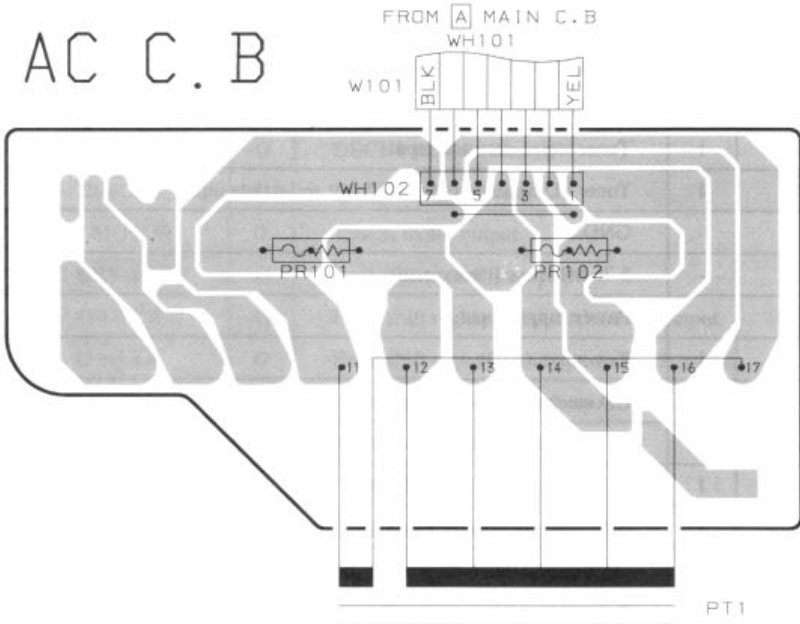 FROM A MAIN C.B
WH101
AC C.B
W101 BLK YEL
WH102 7 5 3 1
PR101 PR102
11 12 13 14 15 16 17
PT1